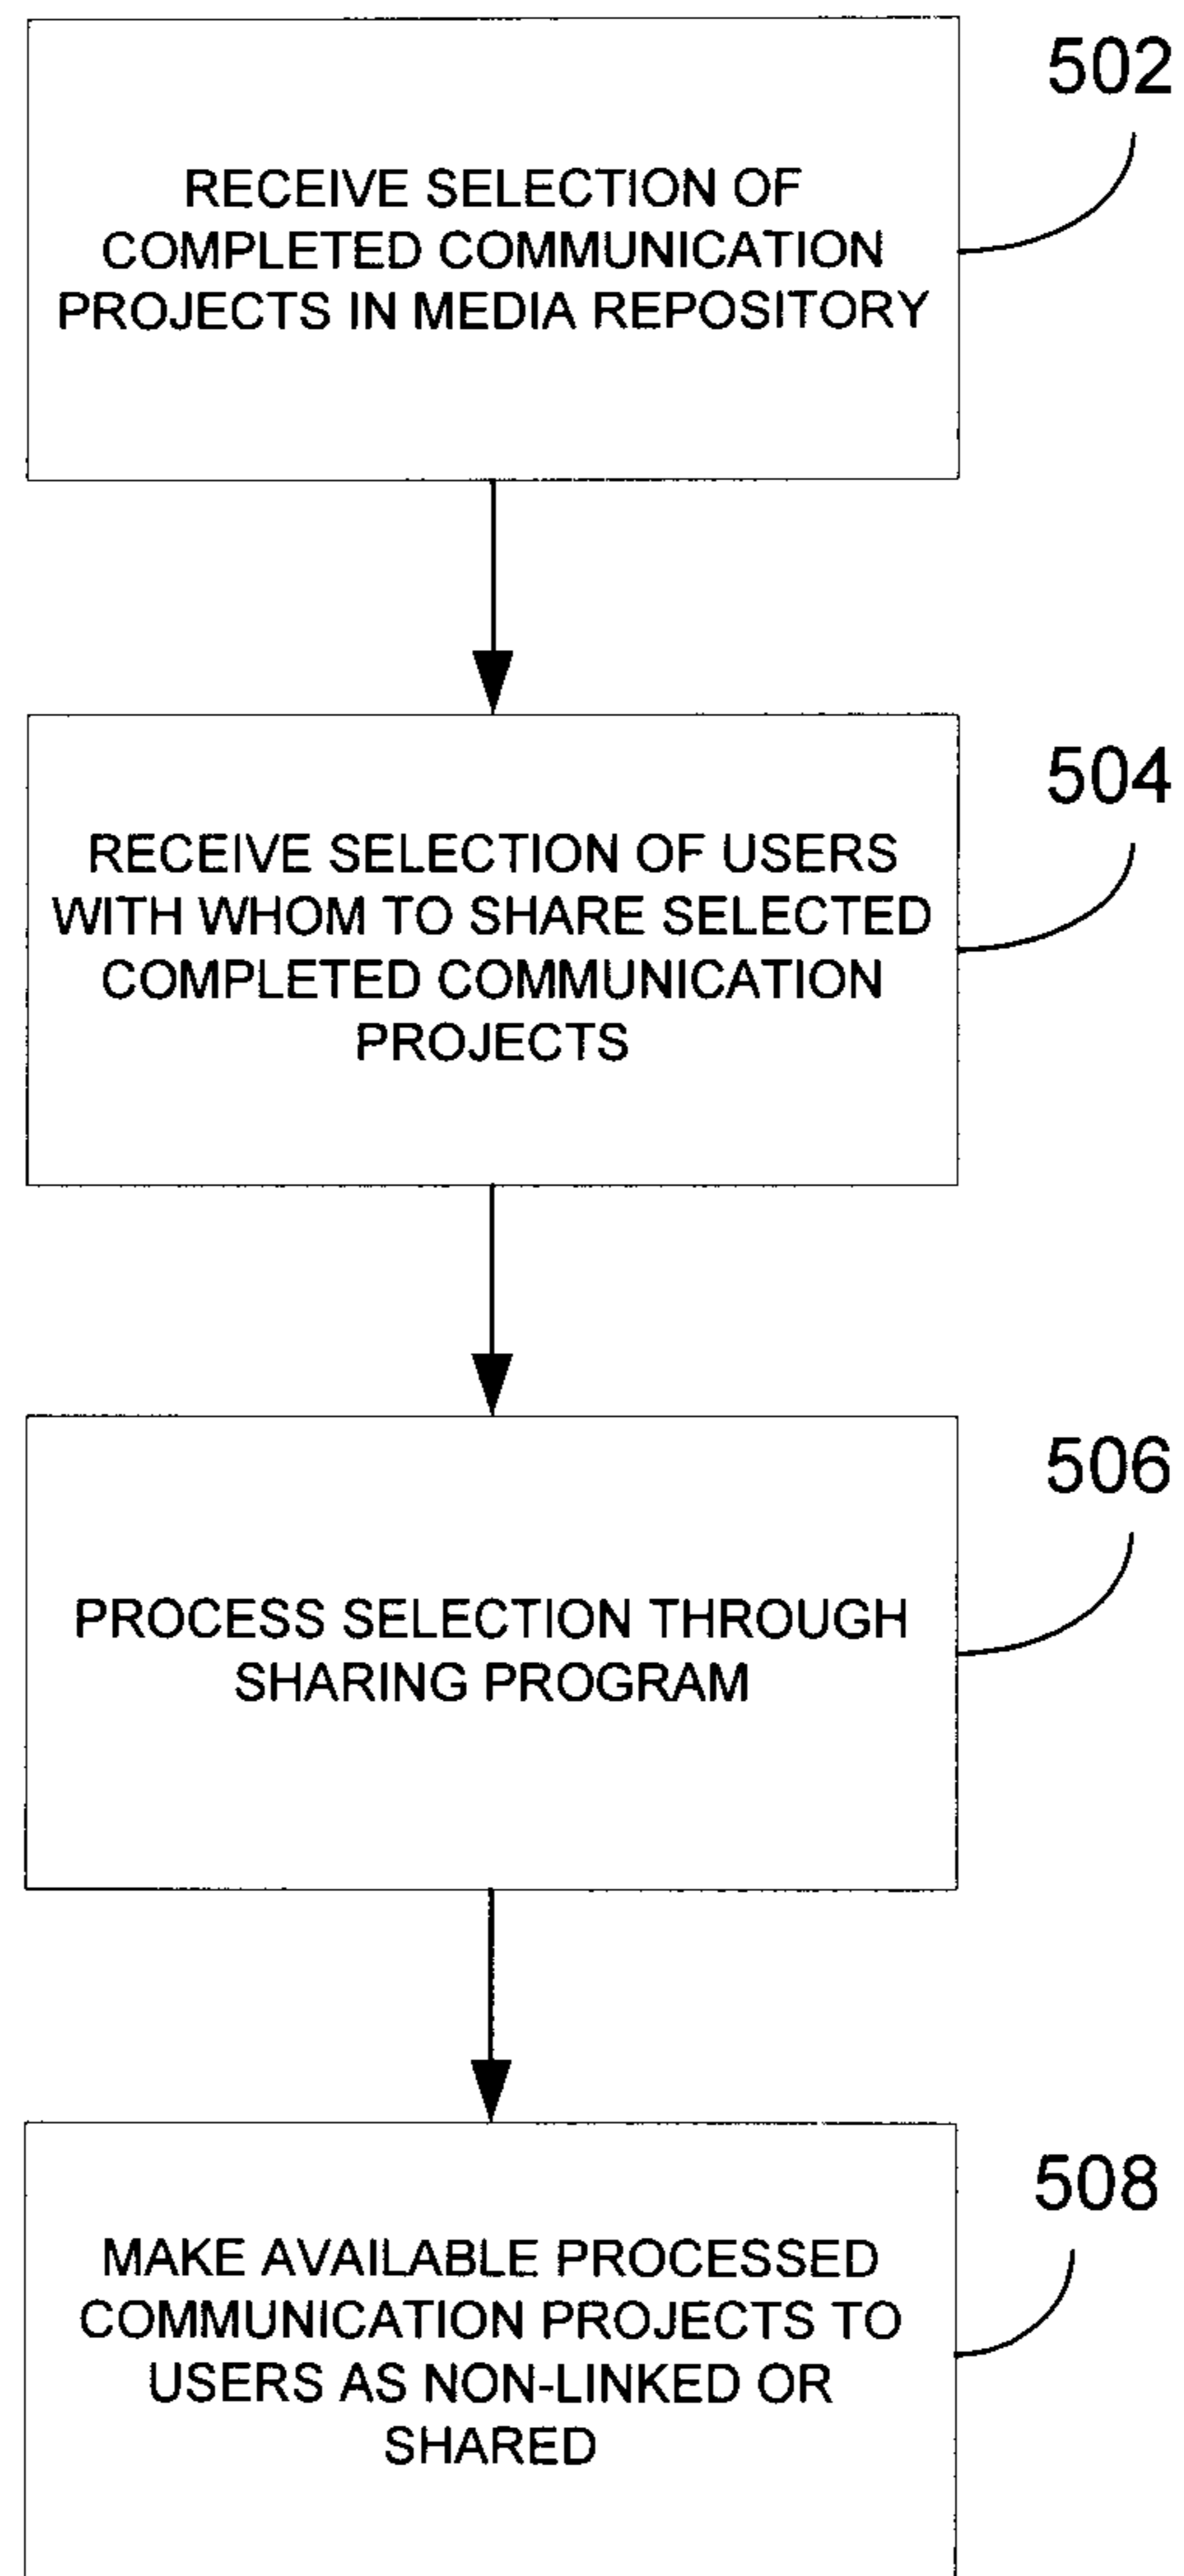 502
RECEIVE SELECTION OF
COMPLETED COMMUNICATION
PROJECTS IN MEDIA REPOSITORY
504
RECEIVE SELECTION OF USERS
WITH WHOM TO SHARE SELECTED
COMPLETED COMMUNICATION
PROJECTS
506
PROCESS SELECTION THROUGH
SHARING PROGRAM
508
MAKE AVAILABLE PROCESSED
COMMUNICATION PROJECTS TO
USERS AS NON-LINKED OR
SHARED